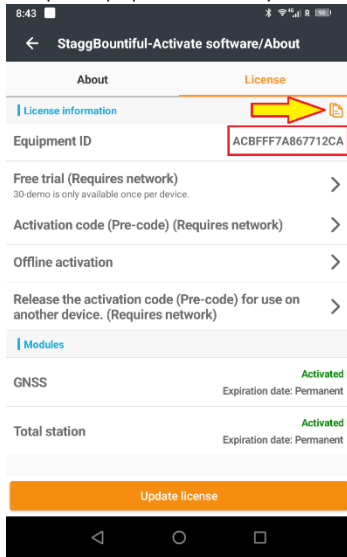 8:43
R
StaggBountiful-Activate software/About
About
License
License information
Equipment ID
ACBFFF7A867712CA
Free trial (Requires network)
30-demo is only available once per device.
Activation code (Pre-code) (Requires network)
Offline activation
Release the activation code (Pre-code) for use on
another device. (Requires network)
Modules
GNSS
Activated
Expiration date: Permanent
Total station
Activated
Expiration date: Permanent
Update license